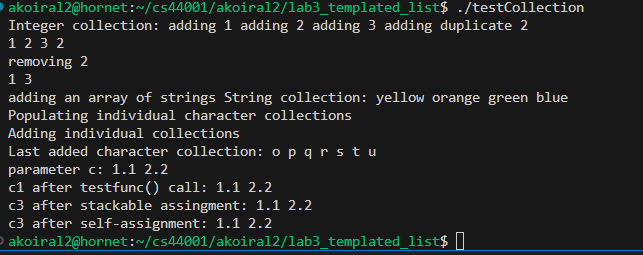 akoiral2@hornet:~/cs44001/akoiral2/lab3_templated_list$ ./testCollection
Integer collection: adding 1 adding 2 adding 3 adding duplicate 2
1 2 3 2
removing 2
1 3
adding an array of strings String collection: yellow orange green blue
Populating individual character collections
Adding individual collections
Last added character collection: o p q r s t u
parameter c: 1.1 2.2
c1 after testfunc() call: 1.1 2.2
c3 after stackable assingment: 1.1 2.2
c3 after self-assignment: 1.1 2.2
akoiral2@hornet:~/cs44001/akoiral2/lab3_templated_list$